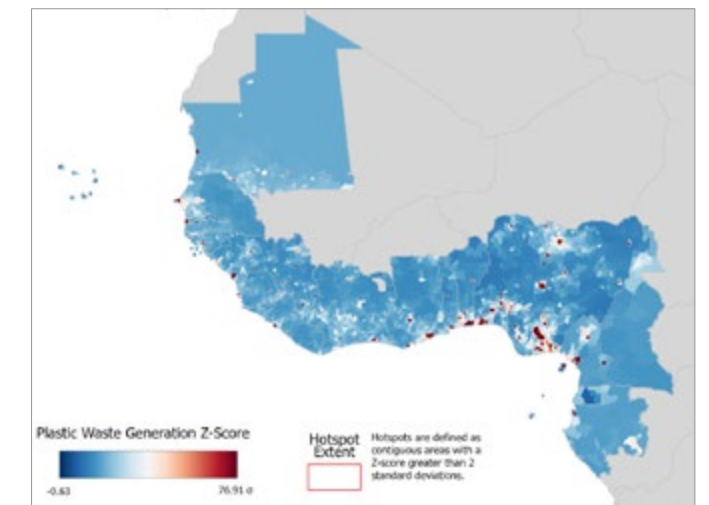 Plastic Waste Generation Z-Score
-0.63
76.91 σ
Hotspot
Extent
Hotspots are defined as
contiguous areas with a
Z-score greater than 2
standard deviations.